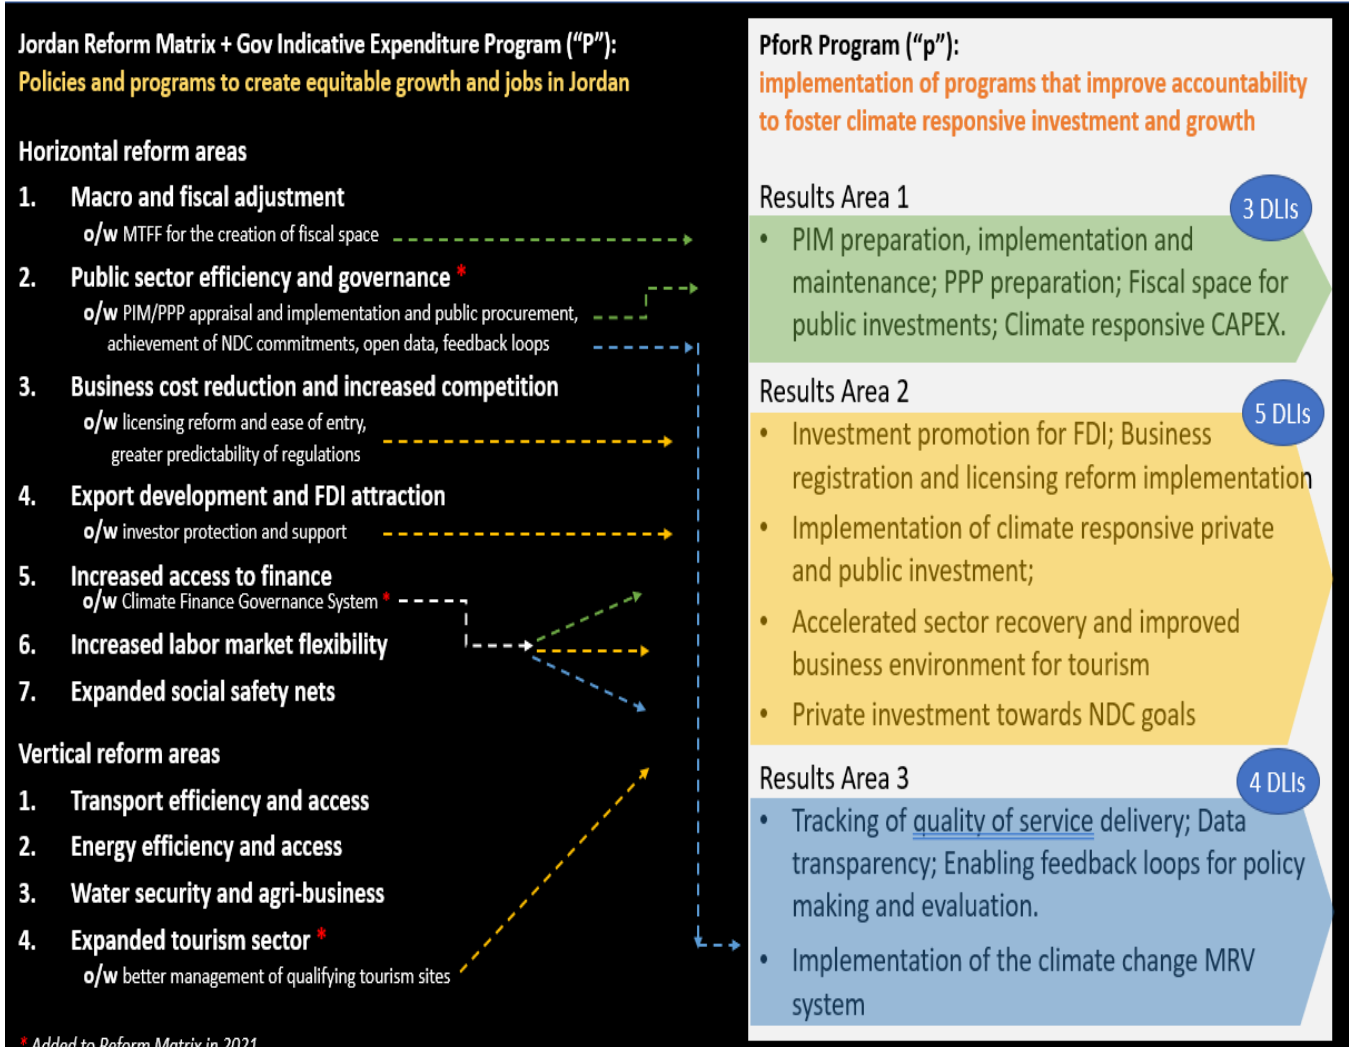 Jordan Reform Matrix + Gov Indicative Expenditure Program (“P”):
Policies and programs to create equitable growth and jobs in Jordan
Horizontal reform areas
1. Macro and fiscal adjustment
o/w MTFF for the creation of fiscal space
2. Public sector efficiency and governance *
o/w PIM/PPP appraisal and implementation and public procurement,
achievement of NDC commitments, open data, feedback loops
3. Business cost reduction and increased competition
o/w licensing reform and ease of entry,
greater predictability of regulations
4. Export development and FDI attraction
o/w investor protection and support
5. Increased access to finance
o/w Climate Finance Governance System *
6. Increased labor market flexibility
7. Expanded social safety nets
Vertical reform areas
1. Transport efficiency and access
2. Energy efficiency and access
3. Water security and agri-business
4. Expanded tourism sector *
o/w better management of qualifying tourism sites
* Added to Reform Matrix in 2021
PforR Program (“p”):
implementation of programs that improve accountability
to foster climate responsive investment and growth
Results Area 1
3 DLIs
• PIM preparation, implementation and
maintenance; PPP preparation; Fiscal space for
public investments; Climate responsive CAPEX.
Results Area 2
5 DLIs
• Investment promotion for FDI; Business
registration and licensing reform implementation
• Implementation of climate responsive private
and public investment;
• Accelerated sector recovery and improved
business environment for tourism
• Private investment towards NDC goals
Results Area 3
4 DLIs
• Tracking of quality of service delivery; Data
transparency; Enabling feedback loops for policy
making and evaluation.
• Implementation of the climate change MRV
system